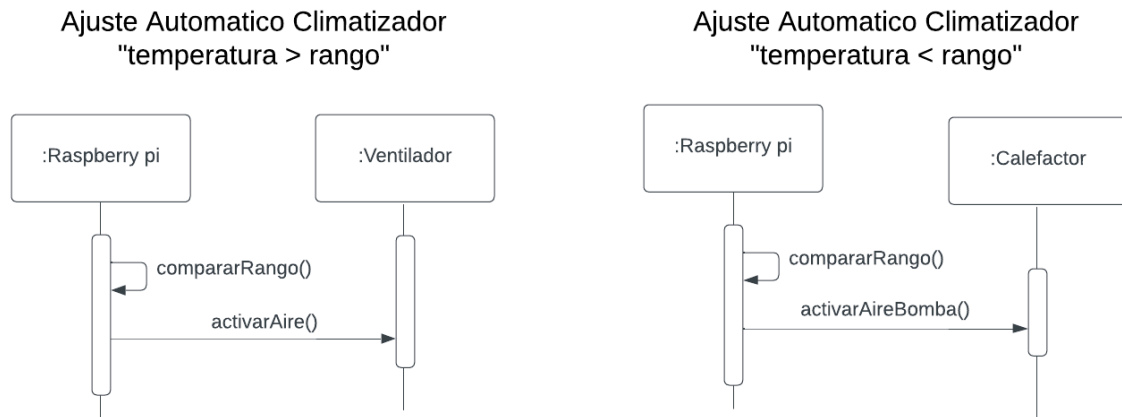 Ajuste Automatico Climatizador
"temperatura > rango"
:Raspberry pi
:Ventilador
compararRango()
activarAire()
Ajuste Automatico Climatizador
"temperatura < rango"
:Raspberry pi
:Calefactor
compararRango()
activarAireBomba()